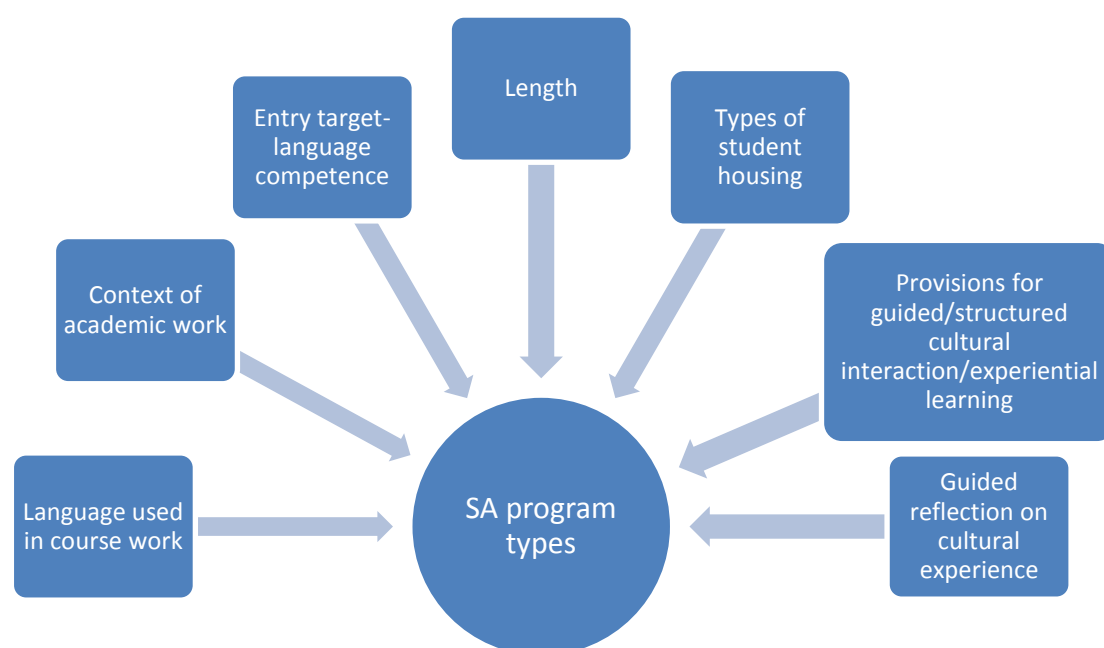 Length
Entry target-
language
competence
Types of
student
housing
Context of
academic work
Provisions for
guided/structured
cultural
interaction/experiential
learning
Language used
in course work
SA program
types
Guided
reflection on
cultural
experience